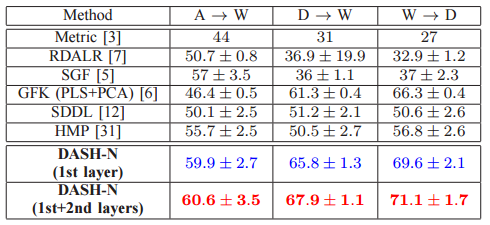 Method A → W D → W W → D
Metric [3] 44 31 27
RDALR [7] 50.7 ± 0.8 36.9 ± 19.9 32.9 ± 1.2
SGF [5] 57 ± 3.5 36 ± 1.1 37 ± 2.3
GFK (PLS+PCA) [6] 46.4 ± 0.5 61.3 ± 0.4 66.3 ± 0.4
SDDL [12] 50.1 ± 2.5 51.2 ± 2.1 50.6 ± 2.6
HMP [31] 55.7 ± 2.5 50.5 ± 2.7 56.8 ± 2.6
DASH-N
(1st layer) 59.9 ± 2.7 65.8 ± 1.3 69.6 ± 2.1
DASH-N
(1st+2nd layers) 60.6 ± 3.5 67.9 ± 1.1 71.1 ± 1.7